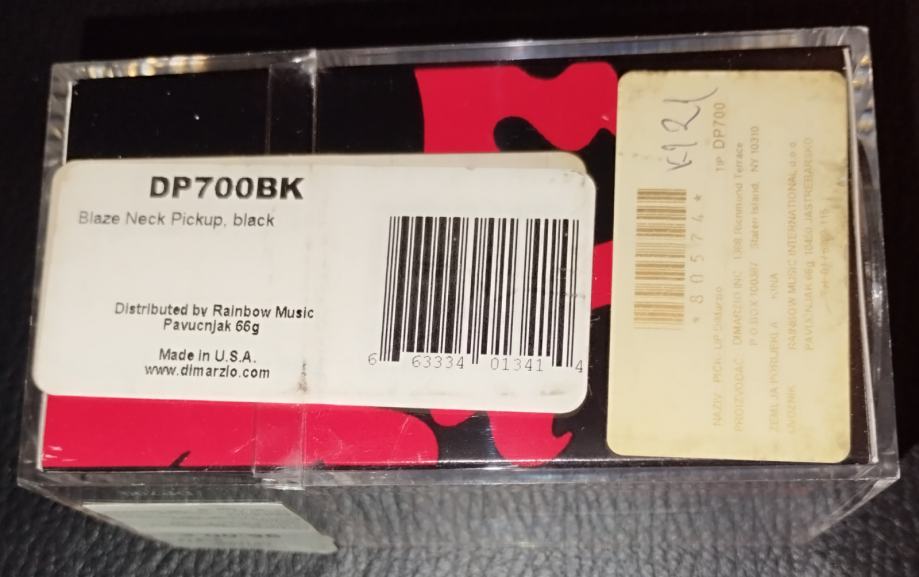 DP700BK
Blaze Neck Pickup, black
Distributed by Rainbow Music
Pavucnjak 66g
Made in U.S.A.
www.dimarzio.com
6 63334 01341 4
K121
*80574*
TIP DP700
NAZIV PICK UP DiMarzio
PROIZVOĐAČ DIMARZIO INC 1388 Richmond Terrace
P.O.BOX 100387 Staten Island, NY 10310
ZEMLJA PORIJEKLA KINA
UVOZNIK RAINBOW MUSIC INTERNATIONAL d.o.o.
PAVUČNJAK 66g, 10450 JASTREBARSKO